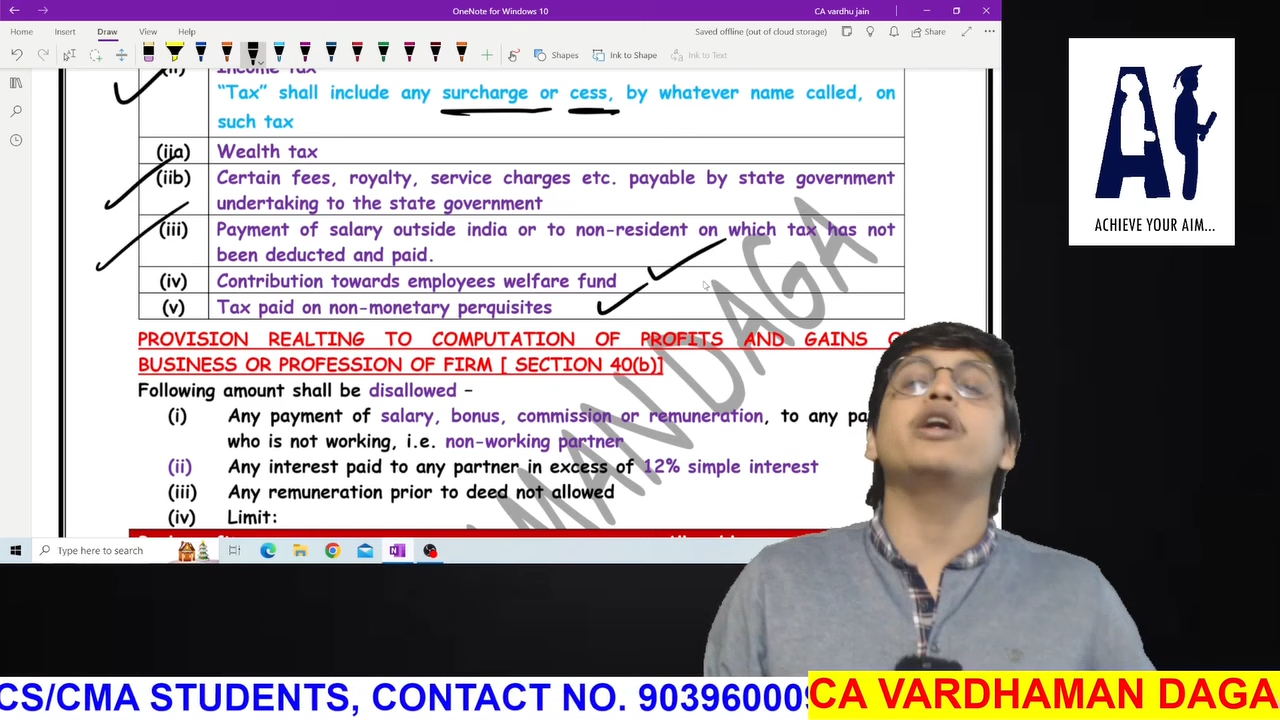 OneNote for Windows 10
CA vardhu jain
Home Insert Draw View Help
Saved offline (out of cloud storage)
Share
Shapes
Ink to Shape
Ink to Text
(ii) Income tax
“Tax” shall include any surcharge or cess, by whatever name called, on
such tax
(iia) Wealth tax
(iib) Certain fees, royalty, service charges etc. payable by state government
undertaking to the state government
(iii) Payment of salary outside india or to non-resident on which tax has not
been deducted and paid.
(iv) Contribution towards employees welfare fund
(v) Tax paid on non-monetary perquisites
PROVISION REALTING TO COMPUTATION OF PROFITS AND GAINS
BUSINESS OR PROFESSION OF FIRM [ SECTION 40(b)]
Following amount shall be disallowed –
(i) Any payment of salary, bonus, commission or remuneration, to any
who is not working, i.e. non-working partner
(ii) Any interest paid to any partner in excess of 12% simple interest
(iii) Any remuneration prior to deed not allowed
(iv) Limit:
MAN DAGA
Type here to search
A
ACHIEVE YOUR AIM...
CS/CMA STUDENTS, CONTACT NO. 90396000
CA VARDHAMAN DAGA